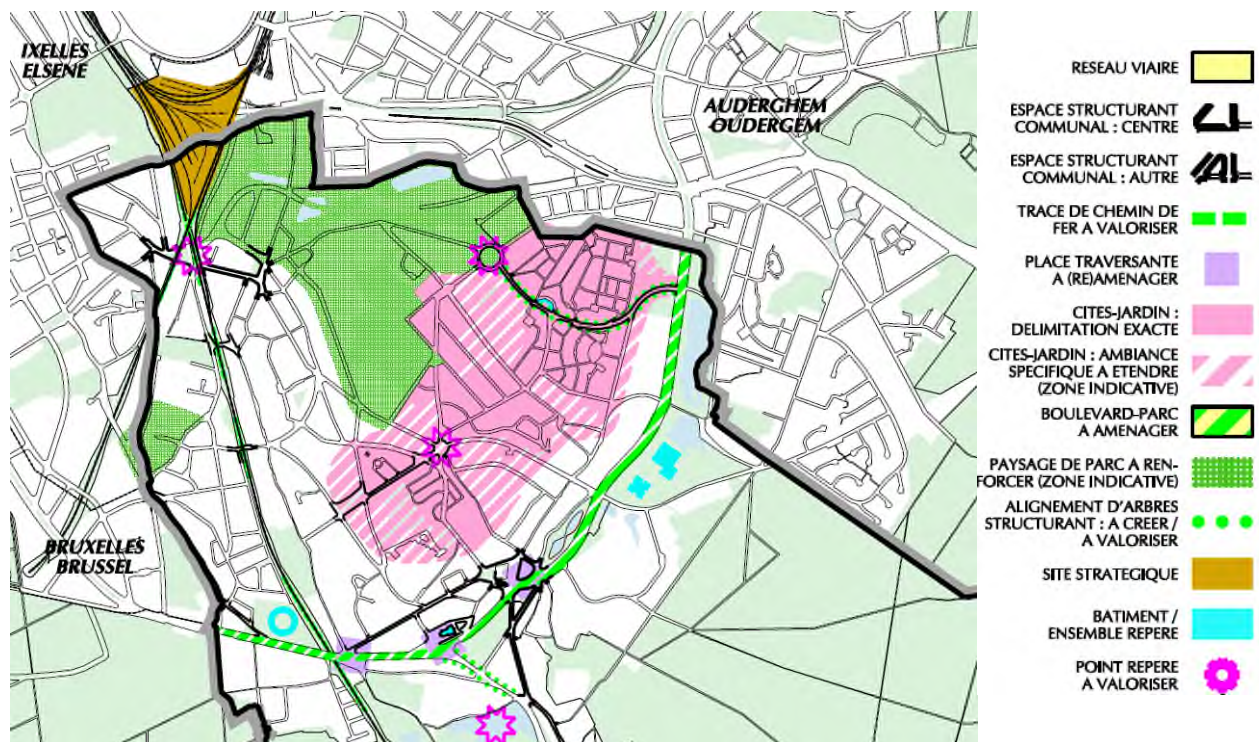 IXELLES
ELSENE
AUDERGHEM
OUDERGEM
BRUXELLES
BRUSSEL
RESEAU VIAIRE
ESPACE STRUCTURANT
COMMUNAL : CENTRE
ESPACE STRUCTURANT
COMMUNAL : AUTRE
TRACE DE CHEMIN DE
FER A VALORISER
PLACE TRAVERSANTE
A (RE)AMENAGER
CITES-JARDIN :
DELIMITATION EXACTE
CITES-JARDIN : AMBIANCE
SPECIFIQUE A ETENDRE
(ZONE INDICATIVE)
BOULEVARD-PARC
A AMENAGER
PAYSAGE DE PARC A REN-
FORCER (ZONE INDICATIVE)
ALIGNEMENT D'ARBRES
STRUCTURANT : A CREER /
A VALORISER
SITE STRATEGIQUE
BATIMENT /
ENSEMBLE REPERE
POINT REPERE
A VALORISER